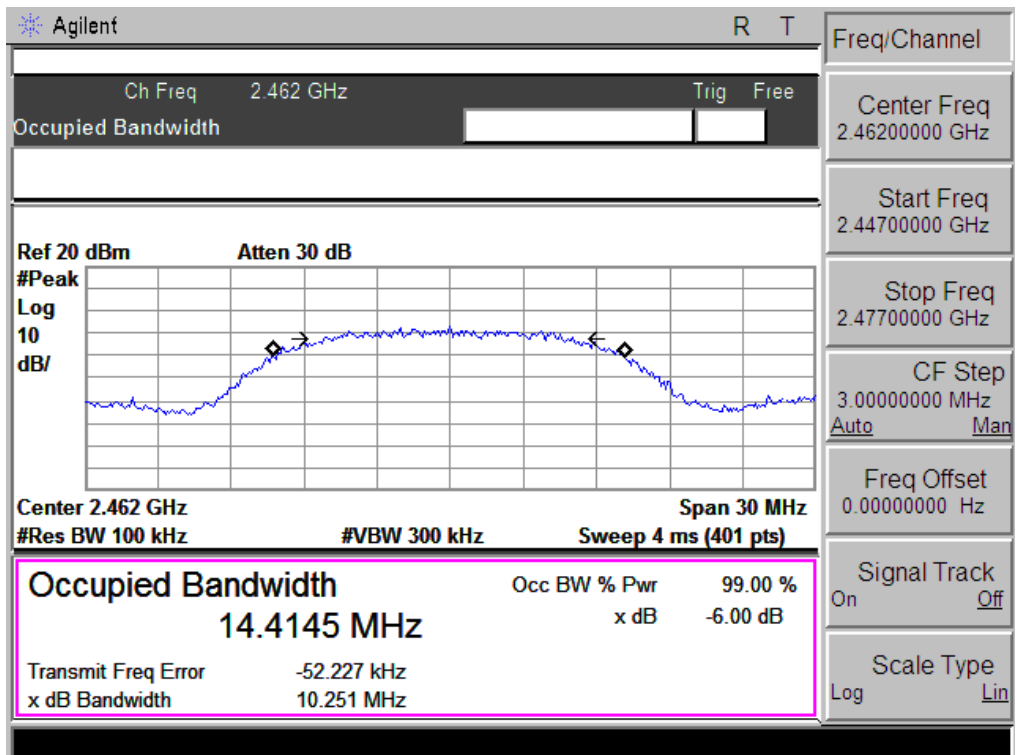 Agilent R T
Ch Freq 2.462 GHz Trig Free
Occupied Bandwidth
Ref 20 dBm Atten 30 dB
#Peak
Log
10
dB/
Center 2.462 GHz Span 30 MHz
#Res BW 100 kHz #VBW 300 kHz Sweep 4 ms (401 pts)
Occupied Bandwidth Occ BW % Pwr 99.00 %
14.4145 MHz x dB -6.00 dB
Transmit Freq Error -52.227 kHz
x dB Bandwidth 10.251 MHz
Freq/Channel
Center Freq
2.46200000 GHz
Start Freq
2.44700000 GHz
Stop Freq
2.47700000 GHz
CF Step
3.00000000 MHz
Auto Man
Freq Offset
0.00000000 Hz
Signal Track
On Off
Scale Type
Log Lin